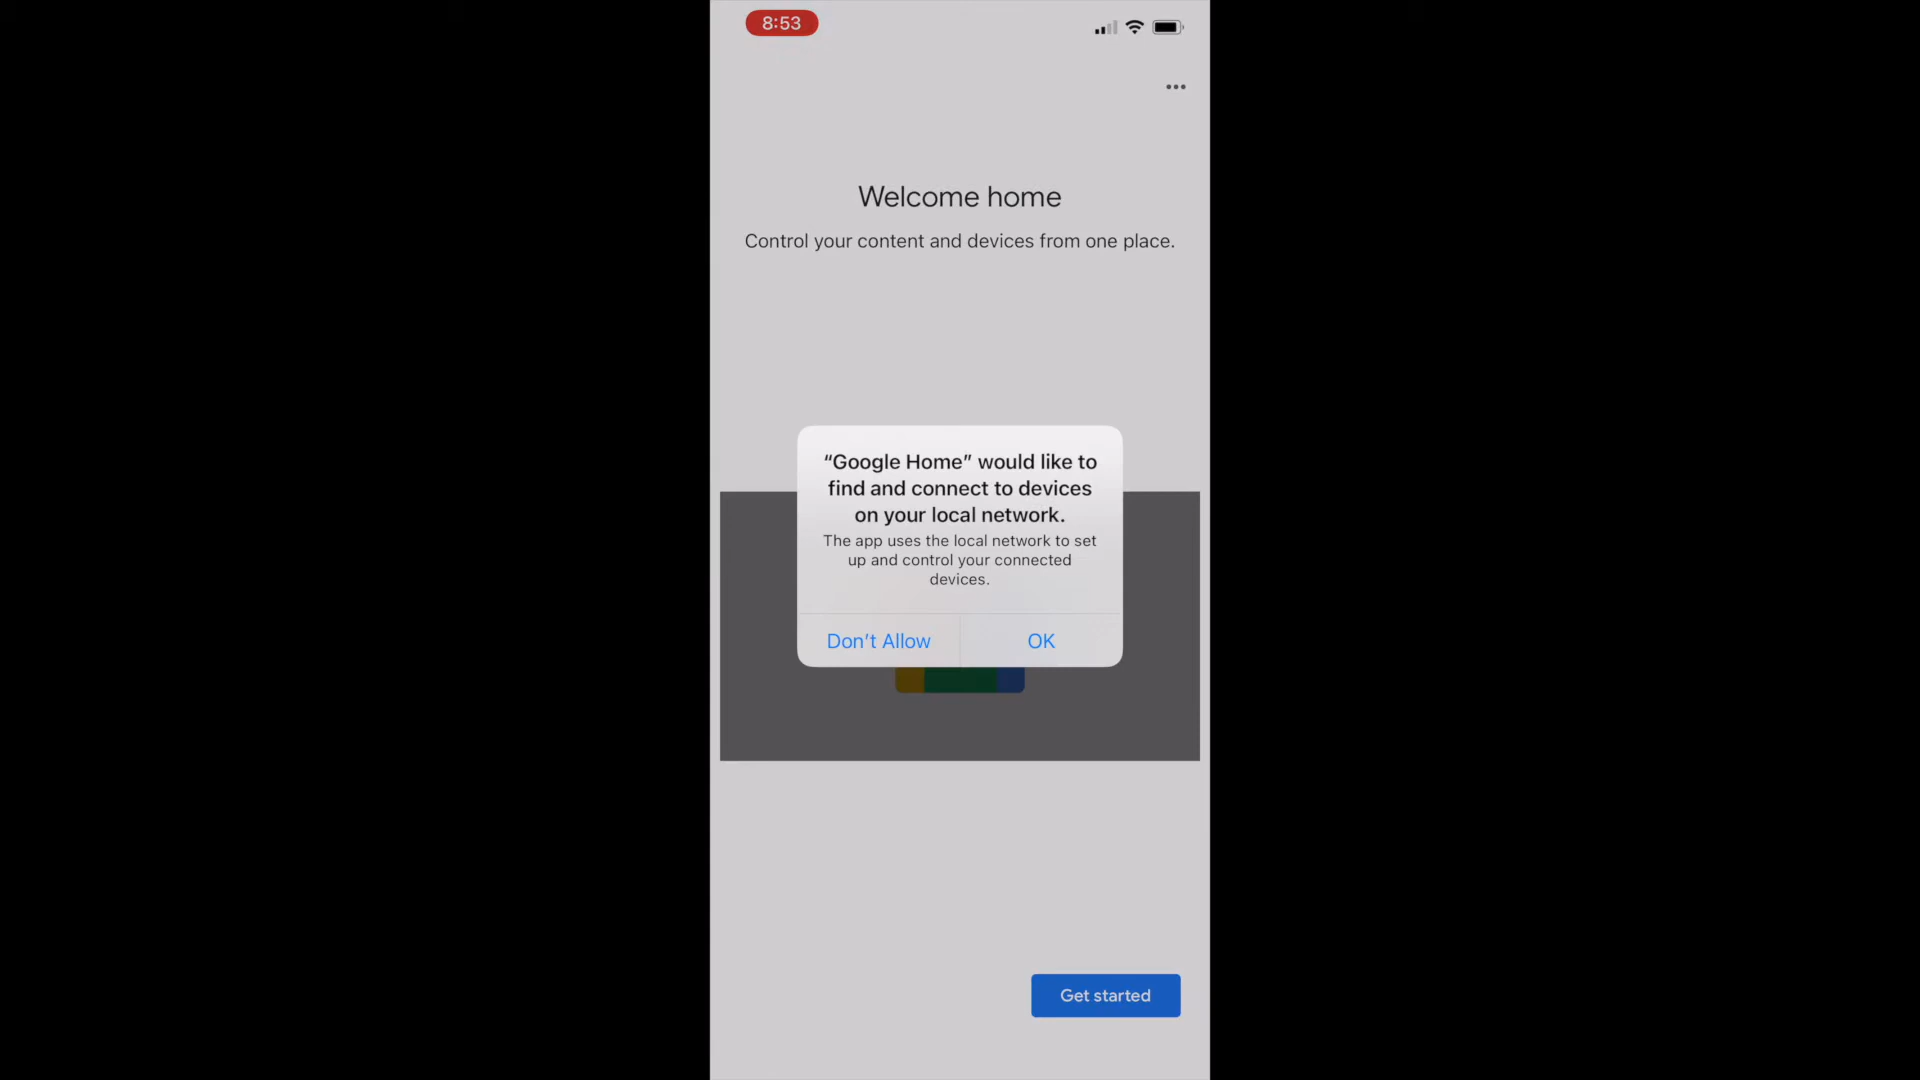 8:53
Welcome home
Control your content and devices from one place.
“Google Home” would like to
find and connect to devices
on your local network.
The app uses the local network to set
up and control your connected
devices.
Don’t Allow
OK
Get started